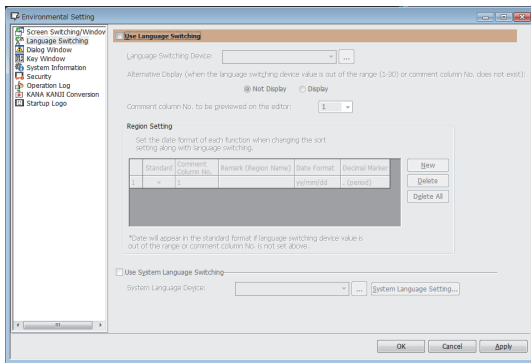 Environmental Setting
Screen Switching/Window
Language Switching
Dialog Window
Key Window
System Information
Security
Operation Log
KANA KANJI Conversion
Startup Logo
Use Language Switching
Language Switching Device:
...
Alternative Display (when the language switching device value is out of the range (1-30) or comment column No. does not exist):
Not Display
Display
Comment column No. to be previewed on the editor:
1
Region Setting
Set the date format of each function when changing the sort
setting along with language switching.
Standard Comment Column No. Remark (Region Name) Date Format Decimal Marker
1 * 1 yy/mm/dd . (period)
New
Delete
Delete All
*Date will appear in the standard format if language switching device value is
out of the range or comment column No. is not set above.
Use System Language Switching
System Language Device:
...
System Language Setting...
OK
Cancel
Apply